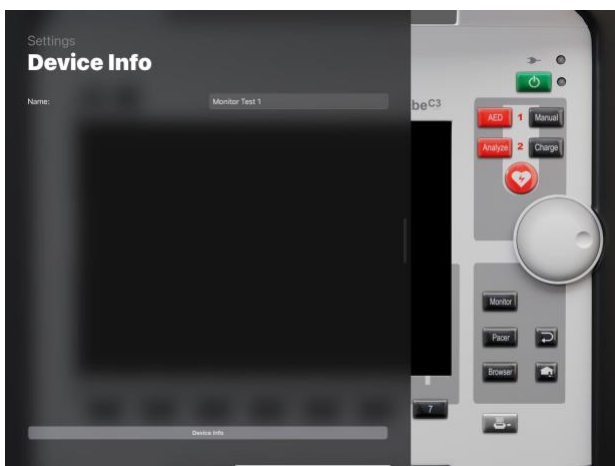 Settings
Device Info
Name:
Monitor Test 1
beC3
AED 1 Manual
Analyze 2 Charge
Monitor
Pacer
Browser
7
Device Info